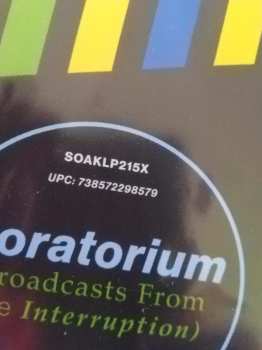 SOAKLP215X
UPC: 738572298579
oratorium
roadcasts From
e Interruption)